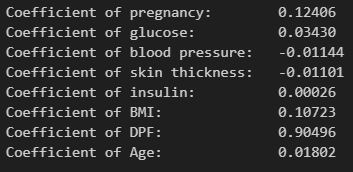 Coefficient of pregnancy: 0.12406
Coefficient of glucose: 0.03430
Coefficient of blood pressure: -0.01144
Coefficient of skin thickness: -0.01101
Coefficient of insulin: 0.00026
Coefficient of BMI: 0.10723
Coefficient of DPF: 0.90496
Coefficient of Age: 0.01802